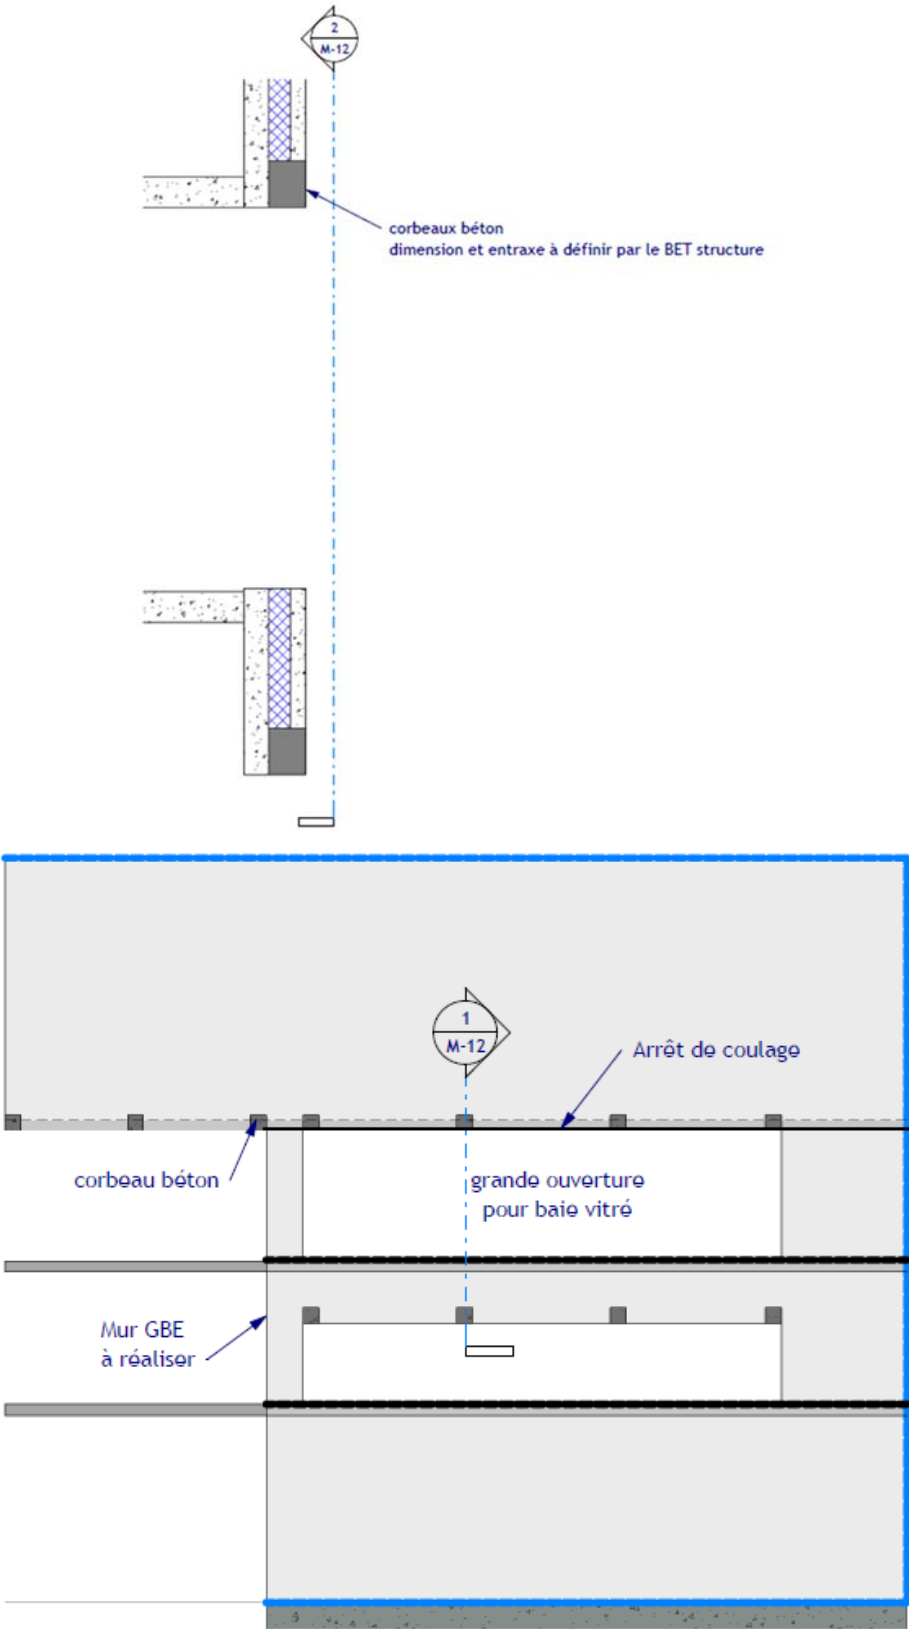 2
M-12
corbeaux béton
dimension et entraxe à définir par le BET structure
1
M-12
Arrêt de coulage
corbeau béton
grande ouverture
pour baie vitré
Mur GBE
à réaliser